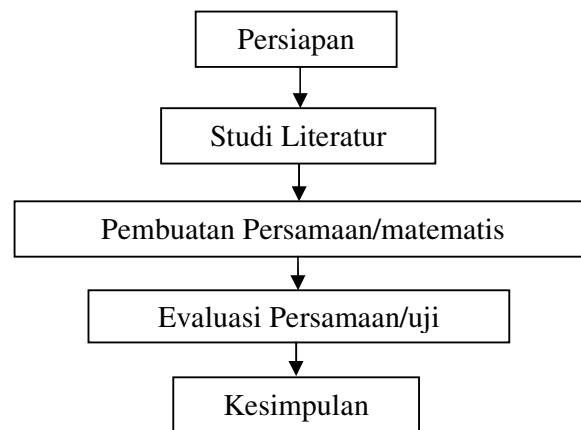 Persiapan
Studi Literatur
Pembuatan Persamaan/matematis
Evaluasi Persamaan/uji
Kesimpulan